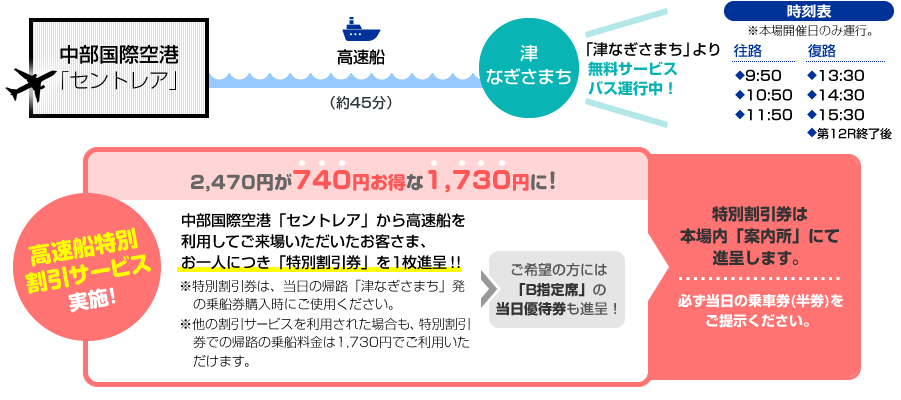 中部国際空港
「セントレア」
高速船
（約45分）
津
なぎさまち
「津なぎさまち」より
無料サービス
バス運行中！
時刻表
※本場開催日のみ運行。
往路 復路
◆9:50 ◆13:30
◆10:50 ◆14:30
◆11:50 ◆15:30
◆第12R終了後
高速船特別
割引サービス
実施！
2,470円が740円お得な1,730円に！
中部国際空港「セントレア」から高速船を
利用してご来場いただいたお客さま、
お一人につき「特別割引券」を1枚進呈！！
※特別割引券は、当日の帰路「津なぎさまち」発
の乗船券購入時にご使用ください。
※他の割引サービスを利用された場合も、特別割引
券での帰路の乗船料金は1,730円でご利用いた
だけます。
ご希望の方には
「B指定席」の
当日優待券も進呈！
特別割引券は
本場内「案内所」にて
進呈します。
必ず当日の乗車券(半券)を
ご提示ください。